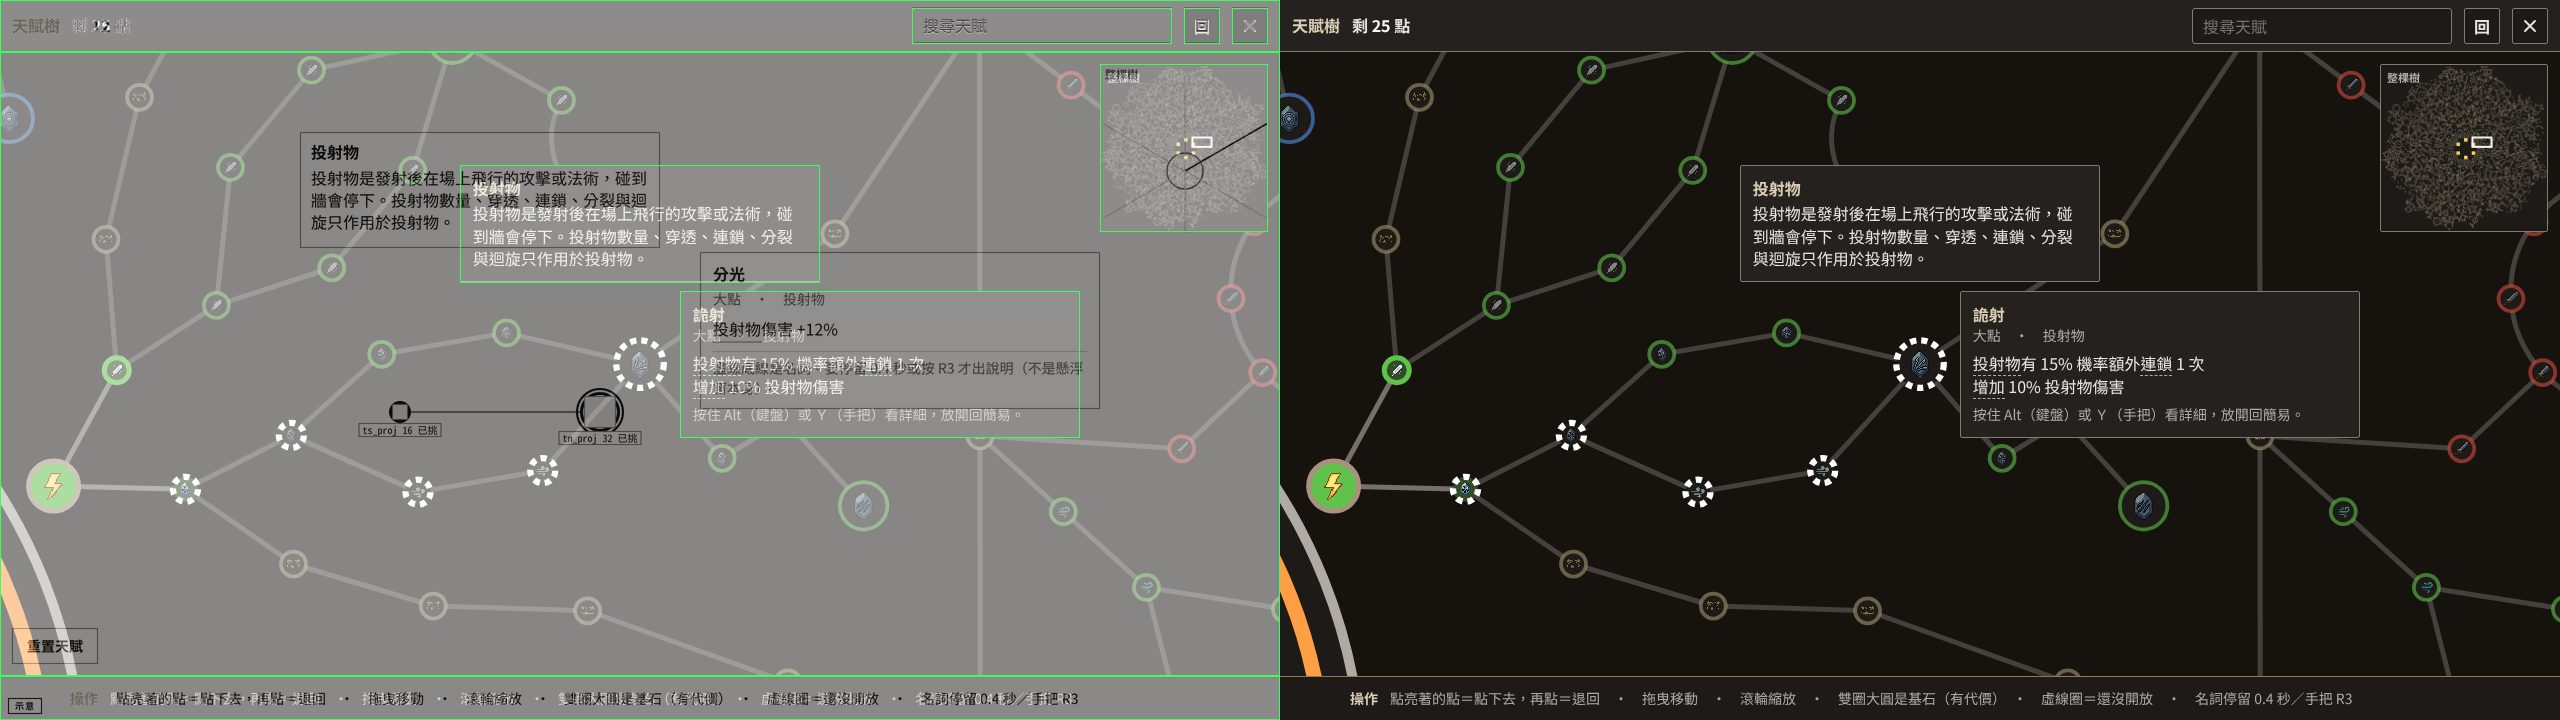 天賦樹
搜尋天賦
回
整棵樹
投射物
投射物是發射後在場上飛行的攻擊或法術，碰到
牆會停下。投射物數量、穿透、連鎖、分裂與迴
旋只作用於投射物。
投射物
投射物是發射後在場上飛行的攻擊或法術，碰
到牆會停下。投射物數量、穿透、連鎖、分裂
與迴旋只作用於投射物。
分光
大點 · 投射物
投射物傷害 +12%
詭射
投射物有 15% 機率額外連鎖 1 次
增加 10% 投射物傷害
按住 Alt（鍵盤）或 Y （手把）看詳細，放開回簡易。
ts_proj 16 已挑
tn_proj 32 已挑
重置天賦
示意
操作 點亮著的點＝點下去，再點＝退回 · 拖曳移動 · 滾輪縮放 · 雙圈大圓是基石（有代價） · 虛線圈＝還沒開放 · 名詞停留 0.4 秒／手把 R3
天賦樹 剩 25 點
搜尋天賦
回
整棵樹
投射物
投射物是發射後在場上飛行的攻擊或法術，碰
到牆會停下。投射物數量、穿透、連鎖、分裂
與迴旋只作用於投射物。
詭射
大點 · 投射物
投射物有 15% 機率額外連鎖 1 次
增加 10% 投射物傷害
按住 Alt（鍵盤）或 Y （手把）看詳細，放開回簡易。
操作 點亮著的點＝點下去，再點＝退回 · 拖曳移動 · 滾輪縮放 · 雙圈大圓是基石（有代價） · 虛線圈＝還沒開放 · 名詞停留 0.4 秒／手把 R3